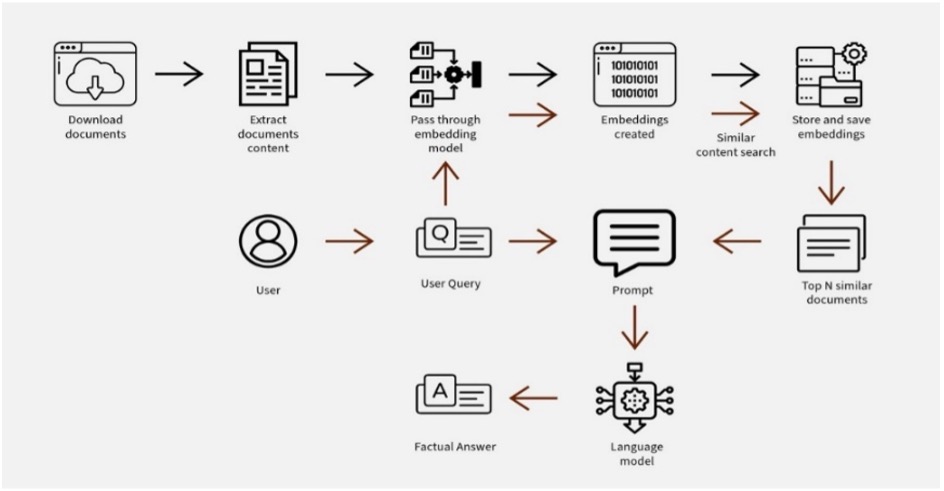 101010101
101010101
101010101
Download
documents
Extract
documents
content
Pass through
embedding
model
Embeddings
created
Similar
content search
Store and save
embeddings
Q
User
User Query
Prompt
Top N similar
documents
A
Factual Answer
Language
model